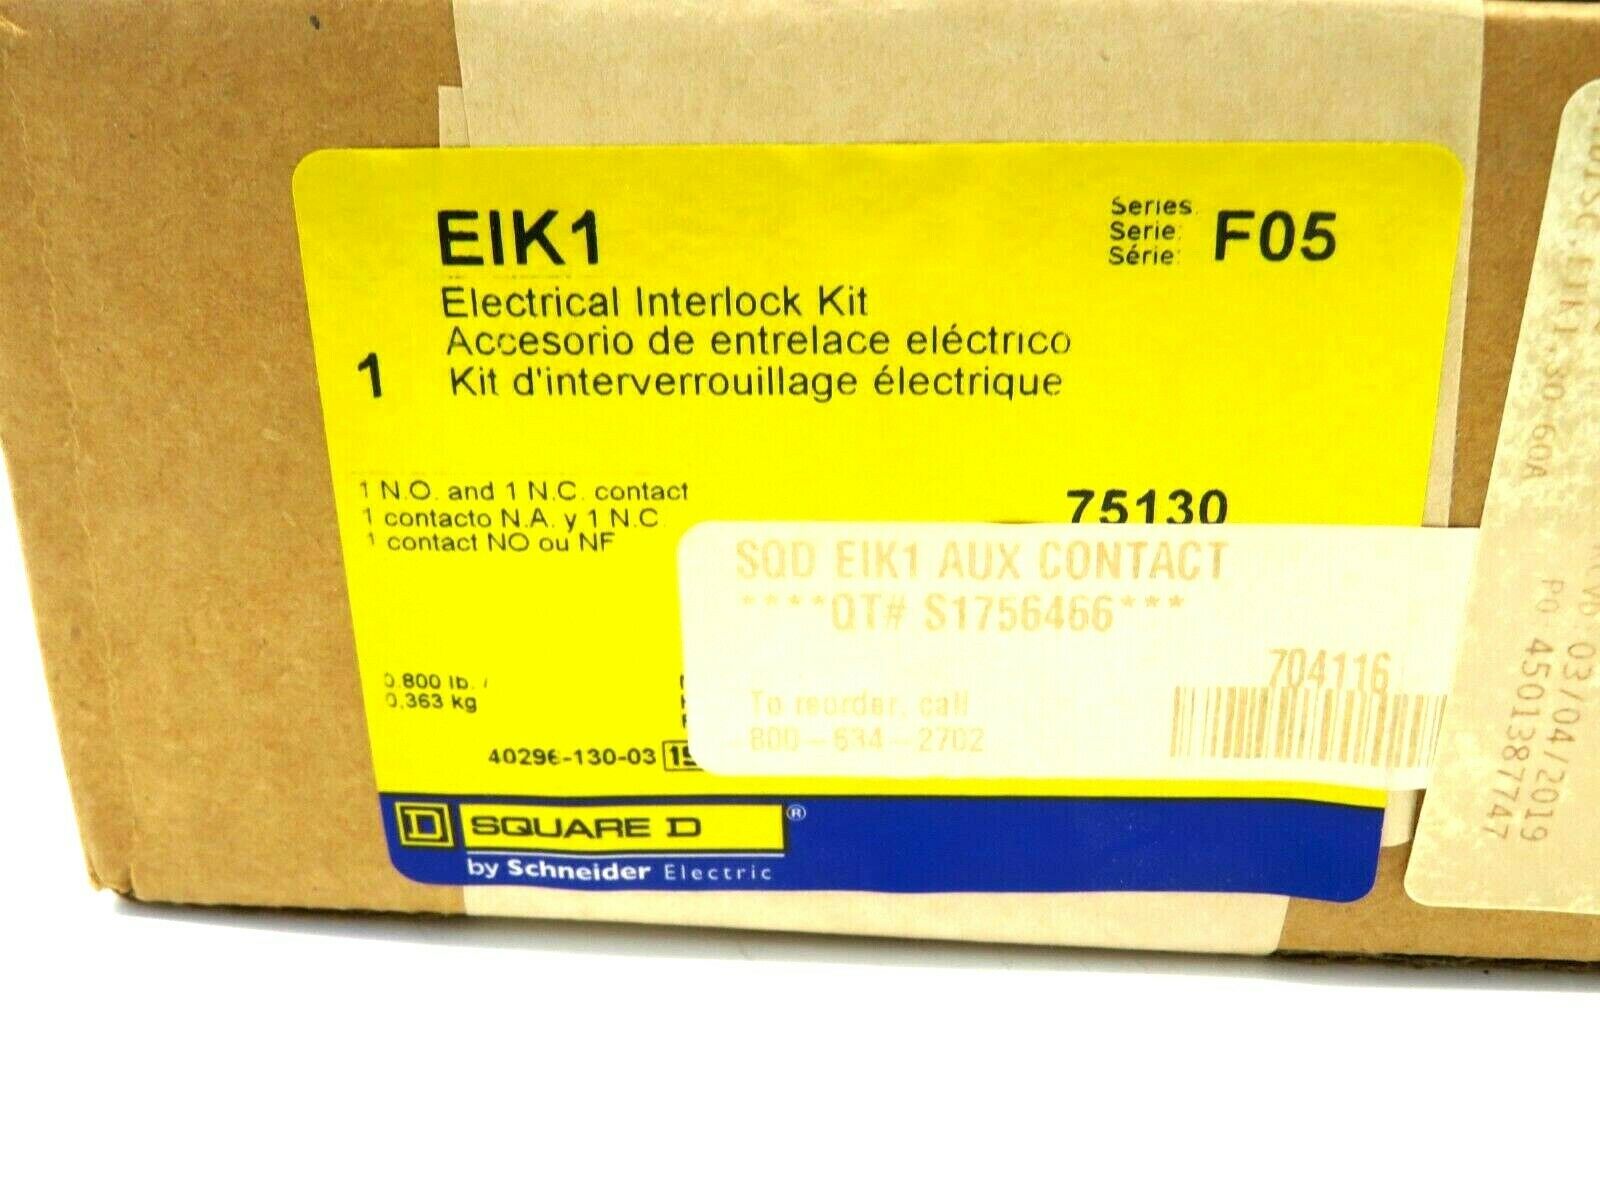 EIK1
Series:
Serie:
Série:
F05
Electrical Interlock Kit
Accesorio de entrelace eléctrico
1
Kit d'interverrouillage électrique
1 N.O. and 1 N.C. contact
1 contacto N.A. y 1 N.C.
1 contact NO ou NF
75130
SQD EIK1 AUX CONTACT
****QT# S1756466***
704116
To reorder, call
800-634-2702
0.800 lb. /
0,363 kg
40296-130-03
D SQUARE D ®
by Schneider Electric
EIK1 30-60A
03/04/2019
PO 4501387747